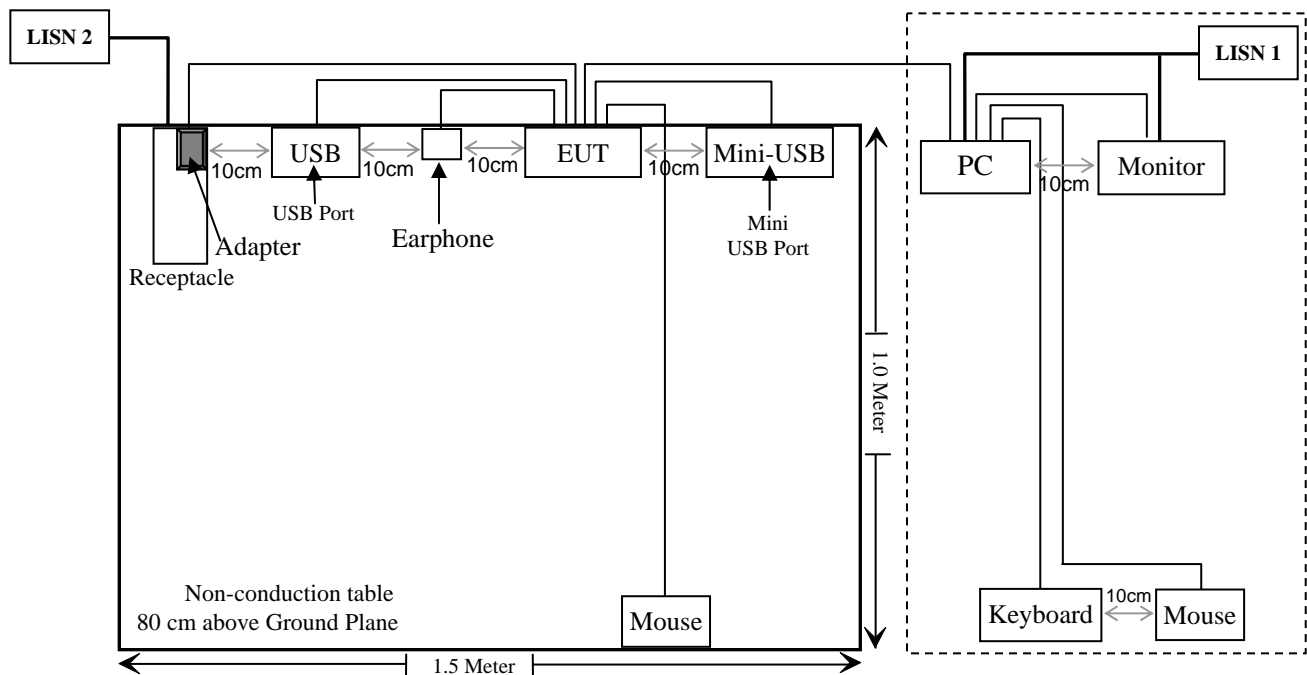 LISN 2
LISN 1
USB
EUT
Mini-USB
PC
Monitor
10cm
10cm
10cm
10cm
10cm
USB Port
Mini
USB Port
Adapter
Earphone
Receptacle
1.0 Meter
Non-conduction table
80 cm above Ground Plane
Mouse
Keyboard
10cm
Mouse
1.5 Meter